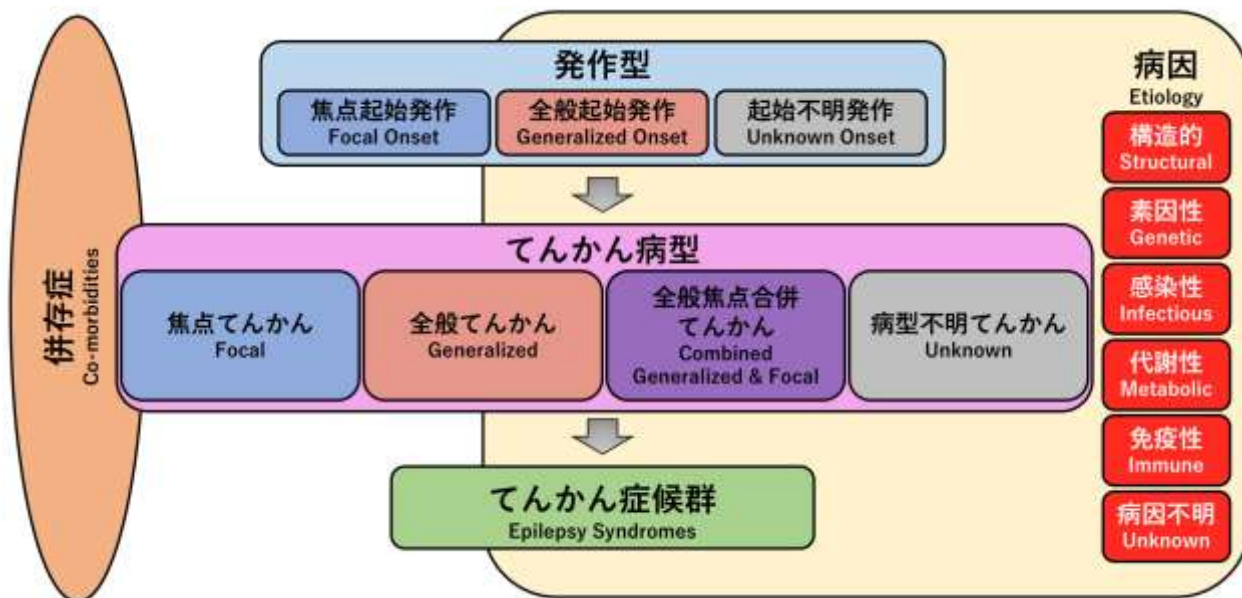 発作型
焦点起始発作
Focal Onset
全般起始発作
Generalized Onset
起始不明発作
Unknown Onset
てんかん病型
焦点てんかん
Focal
全般てんかん
Generalized
全般焦点合併
てんかん
Combined
Generalized & Focal
病型不明てんかん
Unknown
てんかん症候群
Epilepsy Syndromes
併存症
Co-morbidities
病因
Etiology
構造的
Structural
素因性
Genetic
感染性
Infectious
代謝性
Metabolic
免疫性
Immune
病因不明
Unknown